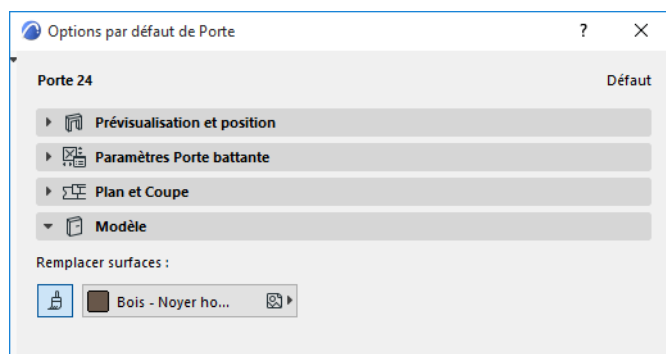 Options par défaut de Porte
?
Porte 24 Défaut
Prévisualisation et position
Paramètres Porte battante
Plan et Coupe
Modèle
Remplacer surfaces :
Bois - Noyer ho...